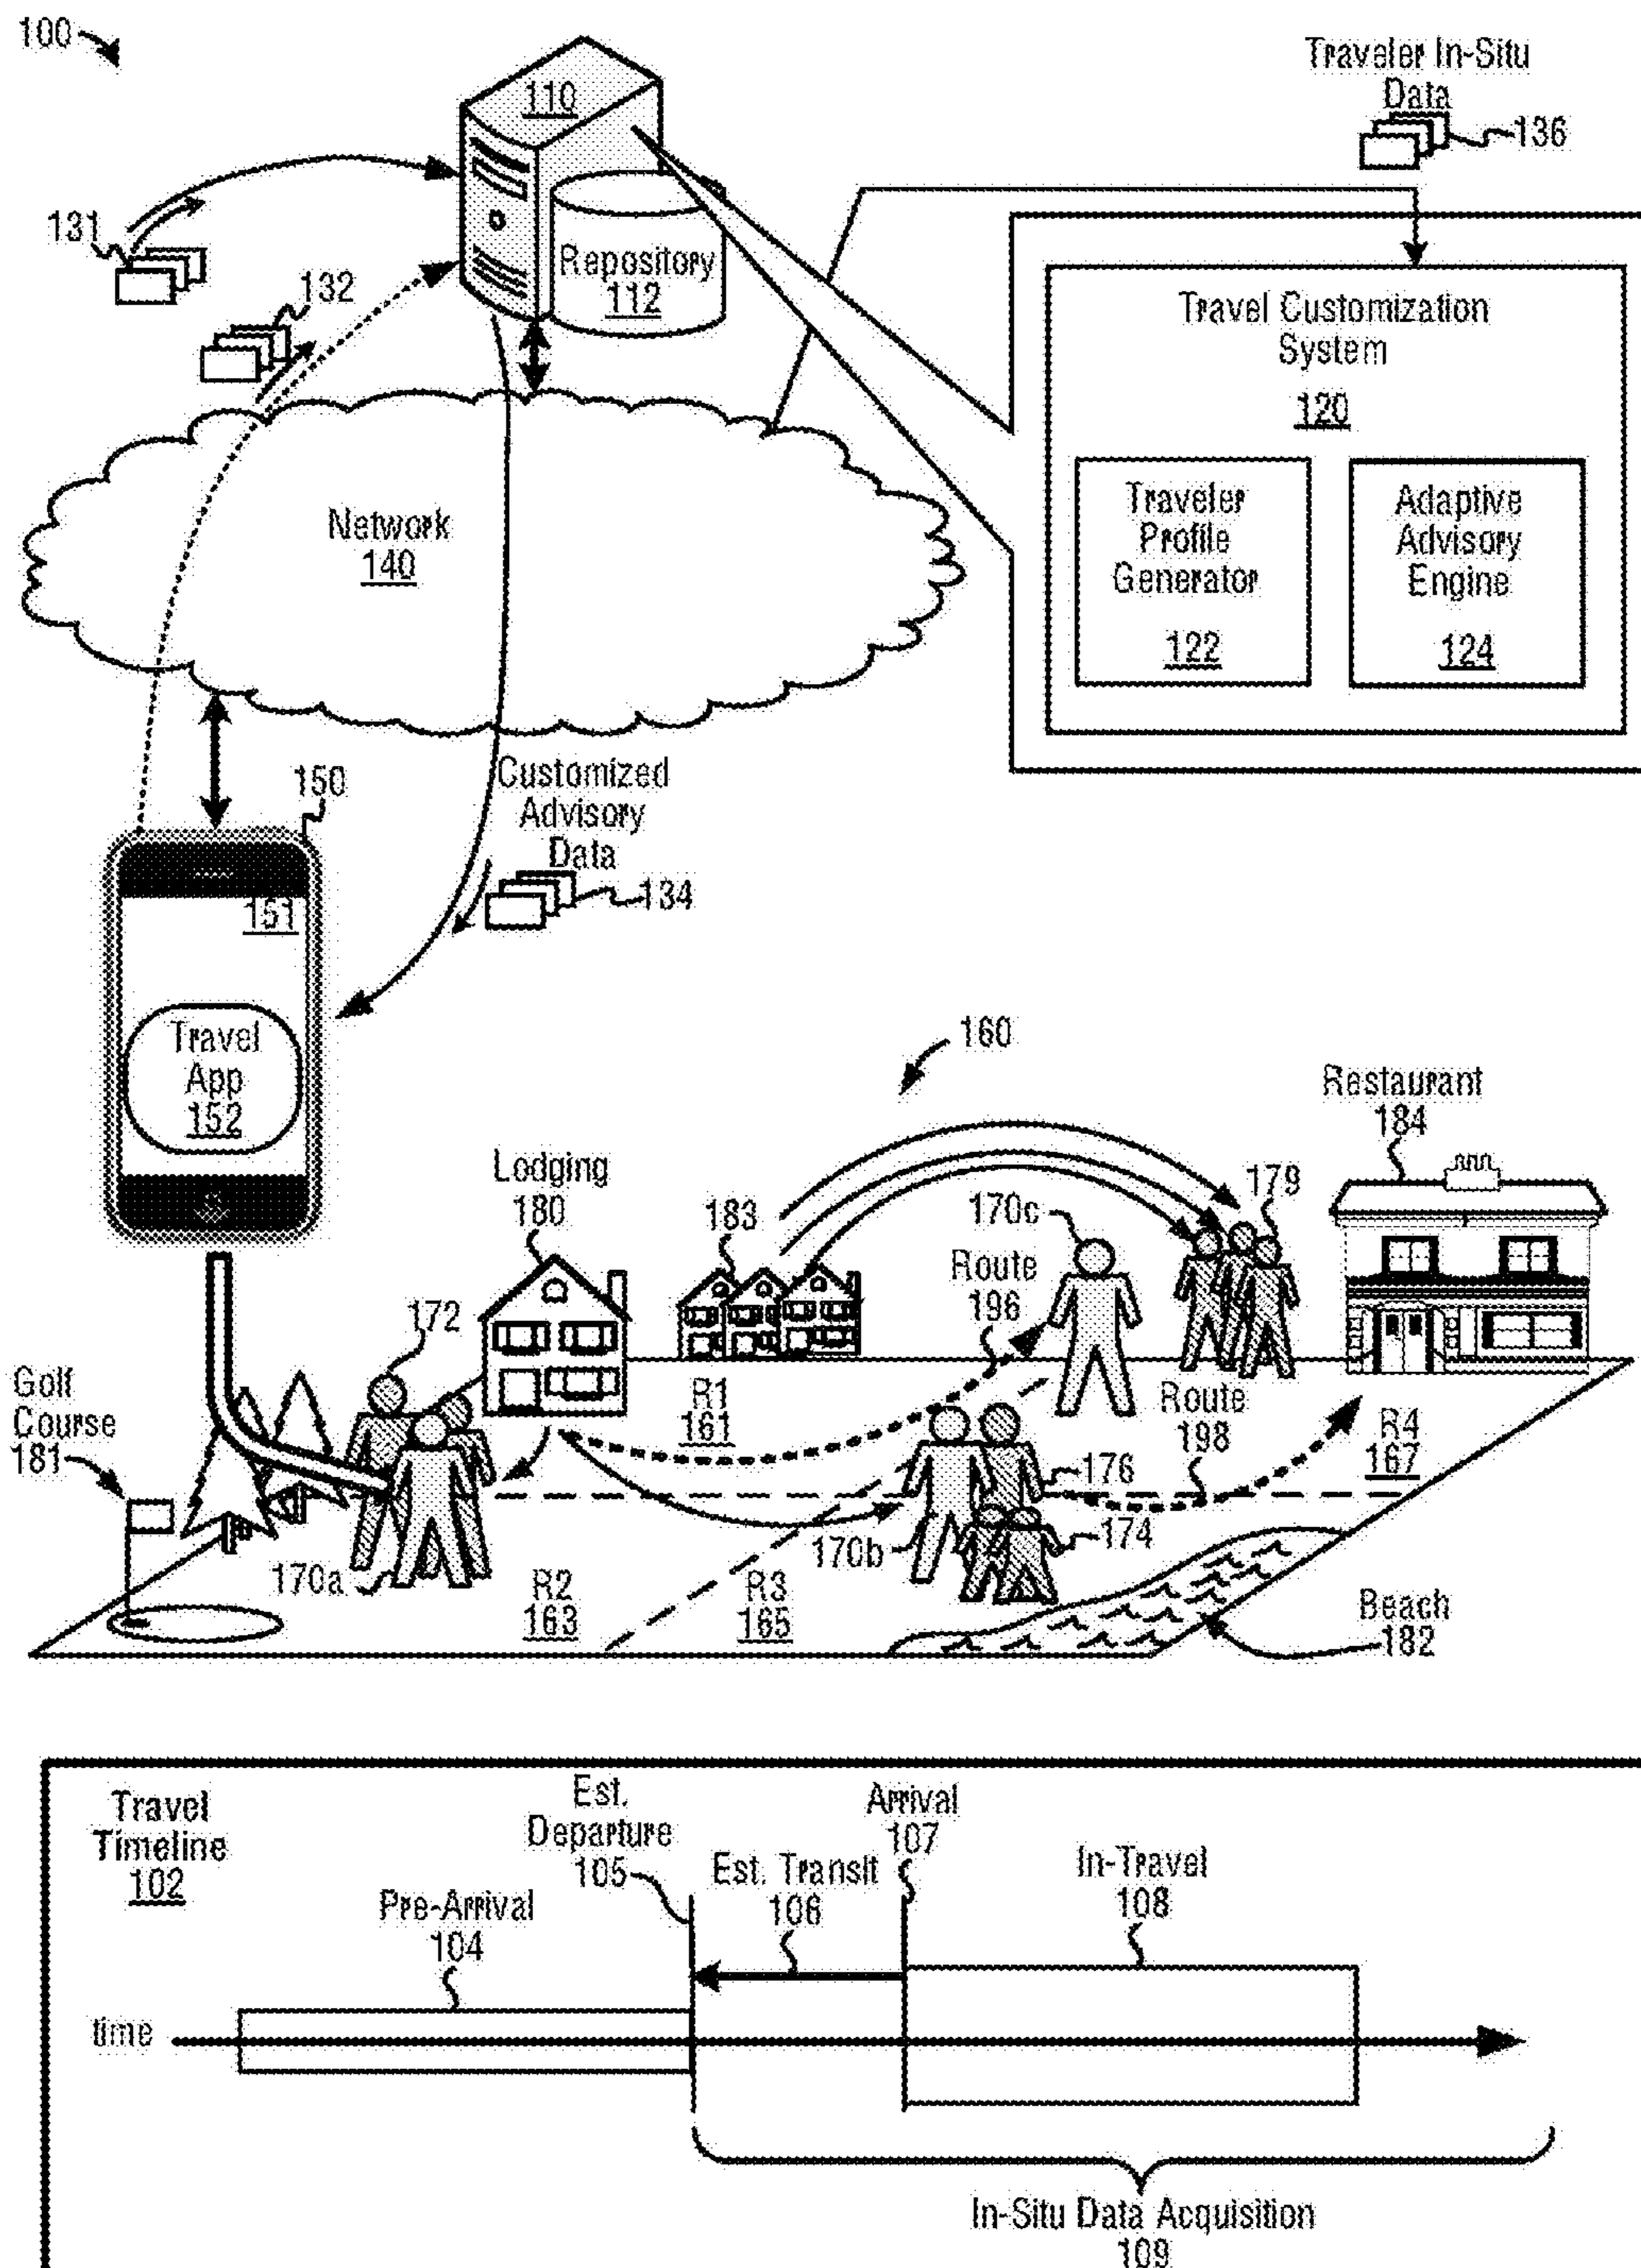 100
110
Traveler In-Situ
Data
136
131
Repository
112
132
Travel Customization
System
120
Network
140
Traveler
Profile
Generator
122
Adaptive
Advisory
Engine
124
150
Customized
Advisory
Data
134
151
Travel
App
152
160
Restaurant
184
Lodging
180
183
170c
179
Route
196
172
Golf
Course
181
R1
161
Route
198
R4
167
176
170b
174
170a
R2
163
R3
165
Beach
182
Travel
Timeline
102
Est.
Departure
105
Arrival
107
Est. Transit
106
In-Travel
108
Pre-Arrival
104
time
In-Situ Data Acquisition
109